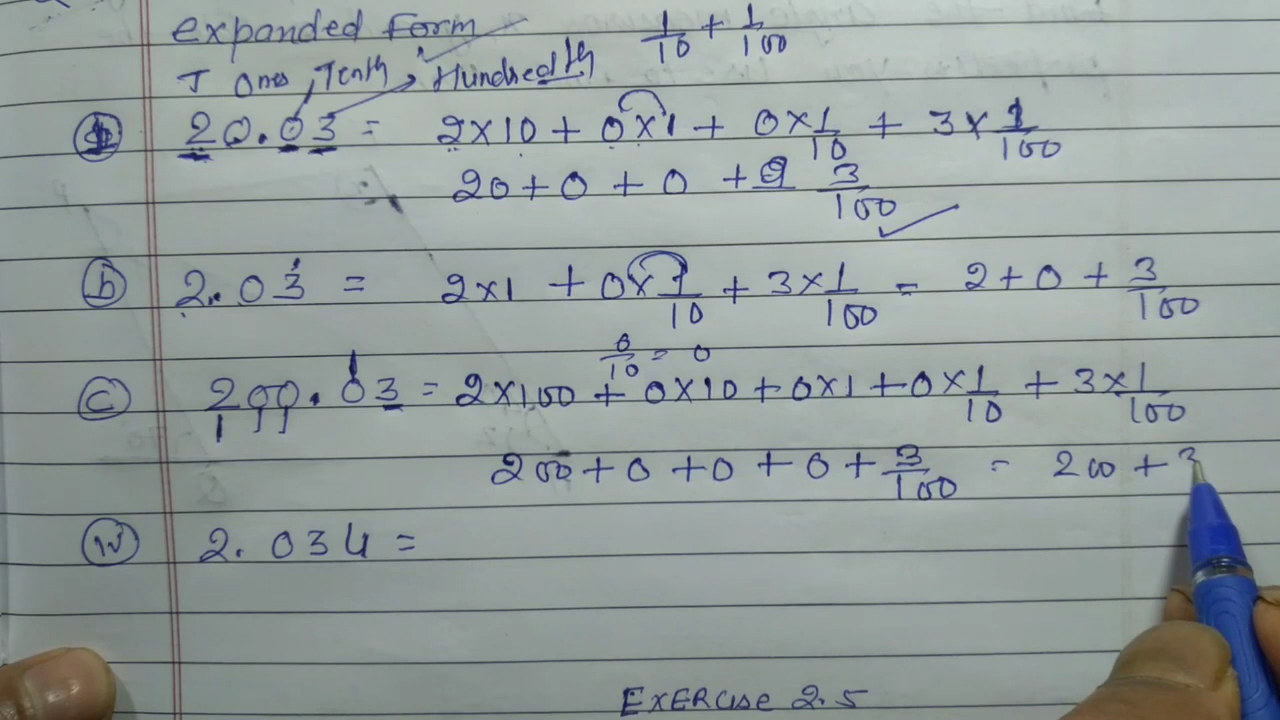 Expanded Form 1/10 + 1/100
T Ones, Tenth, Hundredth
20.03 = 2×10 + 0×1 + 0×1/10 + 3×1/100
20+0+0+ 3/100
(b) 2.03 = 2×1 + 0×1/10 + 3×1/100 = 2+0+3/100
0/10 = 0
(c) 200.03 = 2×100 + 0×10 + 0×1 + 0×1/10 + 3×1/100
200+0+0+0+3/100 = 200+3
(iv) 2.034 =
EXERCISE 2.5